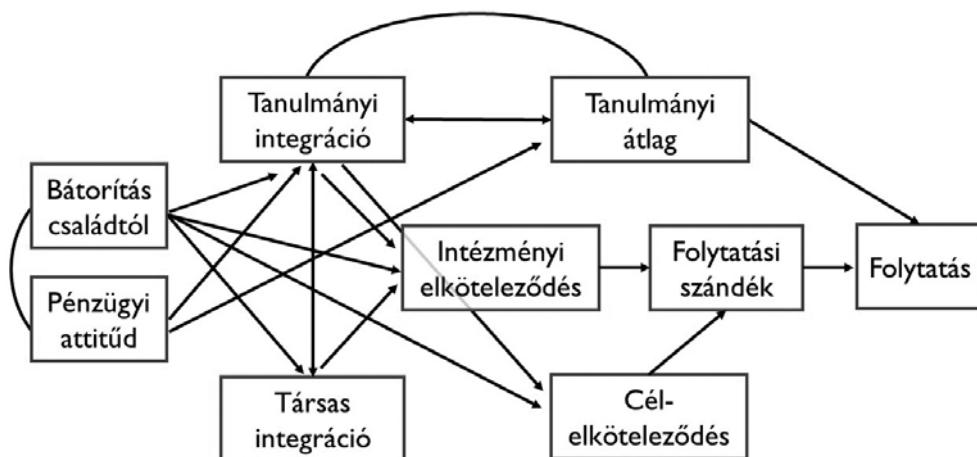 Tanulmányi
integráció
Tanulmányi
átlag
Bátorítás
családtól
Pénzügyi
attitűd
Intézményi
elköteleződés
Folytatási
szándék
Folytatás
Társas
integráció
Cél-
elköteleződés